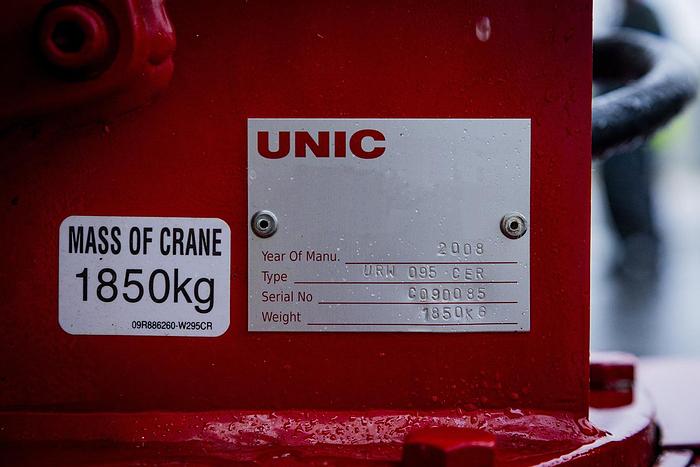 MASS OF CRANE
1850kg
09R886260-W295CR
UNIC
Year Of Manu. 2008
Type URW 095 CER
Serial No C090085
Weight 1850kG